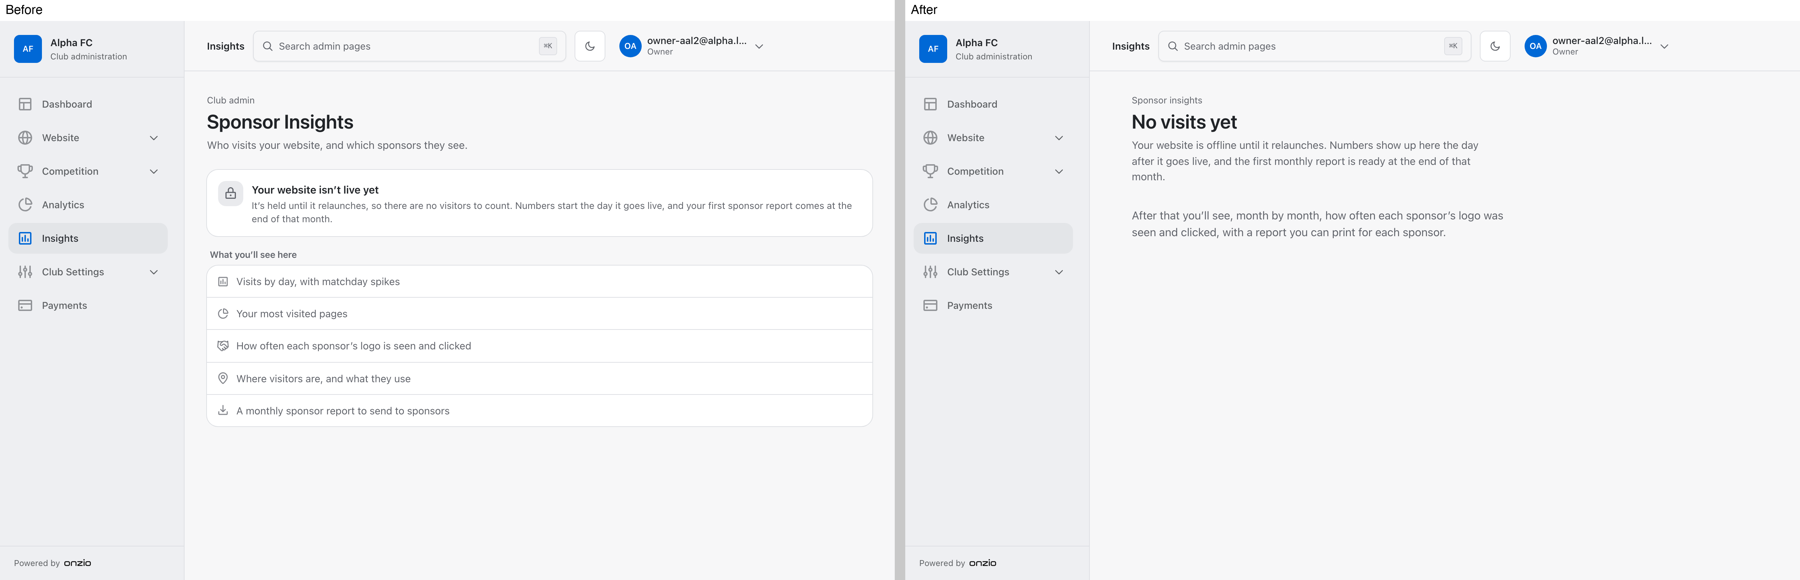 Before
AF
Alpha FC
Club administration
Dashboard
Website
Competition
Analytics
Insights
Club Settings
Payments
Powered by onzio
Insights
Search admin pages
⌘K
OA
owner-aal2@alpha.l...
Owner
Club admin
Sponsor Insights
Who visits your website, and which sponsors they see.
Your website isn’t live yet
It’s held until it relaunches, so there are no visitors to count. Numbers start the day it goes live, and your first sponsor report comes at the
end of that month.
What you’ll see here
Visits by day, with matchday spikes
Your most visited pages
How often each sponsor’s logo is seen and clicked
Where visitors are, and what they use
A monthly sponsor report to send to sponsors
After
AF
Alpha FC
Club administration
Dashboard
Website
Competition
Analytics
Insights
Club Settings
Payments
Powered by onzio
Insights
Search admin pages
⌘K
OA
owner-aal2@alpha.l...
Owner
Sponsor insights
No visits yet
Your website is offline until it relaunches. Numbers show up here the day
after it goes live, and the first monthly report is ready at the end of that
month.
After that you’ll see, month by month, how often each sponsor’s logo was
seen and clicked, with a report you can print for each sponsor.